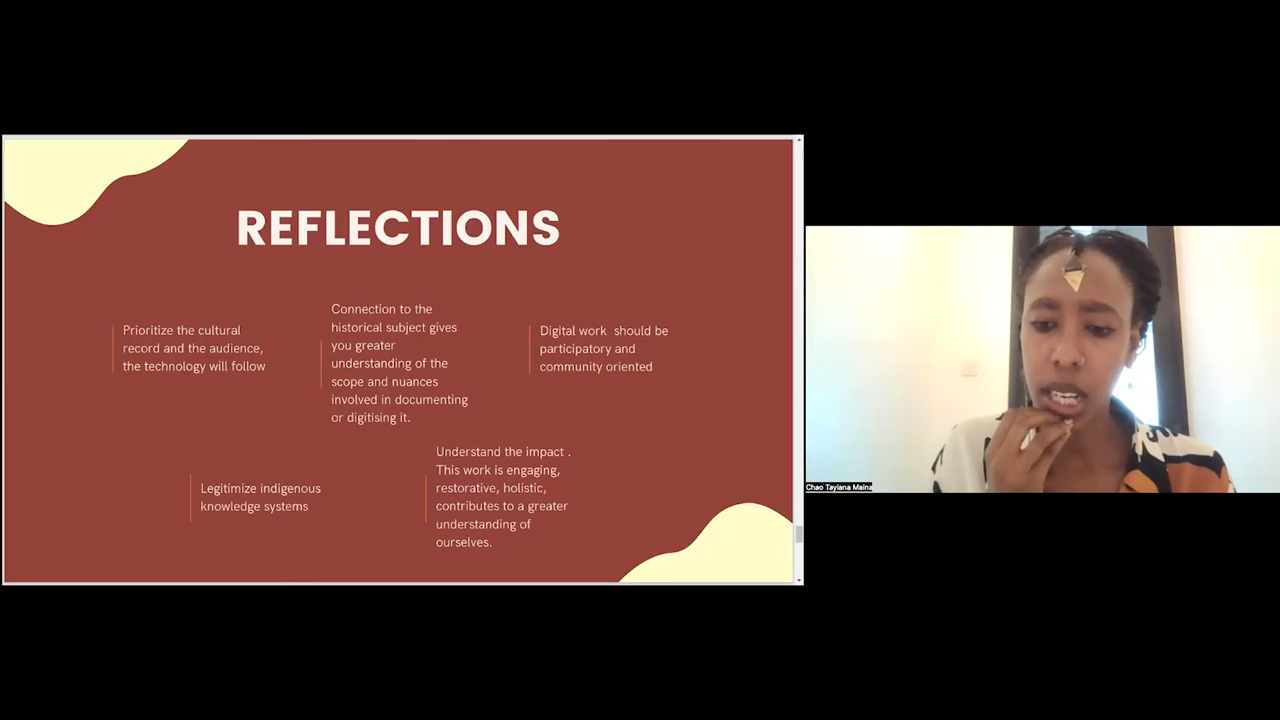 REFLECTIONS
Prioritize the cultural
record and the audience,
the technology will follow
Connection to the
historical subject gives
you greater
understanding of the
scope and nuances
involved in documenting
or digitising it.
Digital work  should be
participatory and
community oriented
Legitimize indigenous
knowledge systems
Understand the impact .
This work is engaging,
restorative, holistic,
contributes to a greater
understanding of
ourselves.
Chao Tayiana Maina